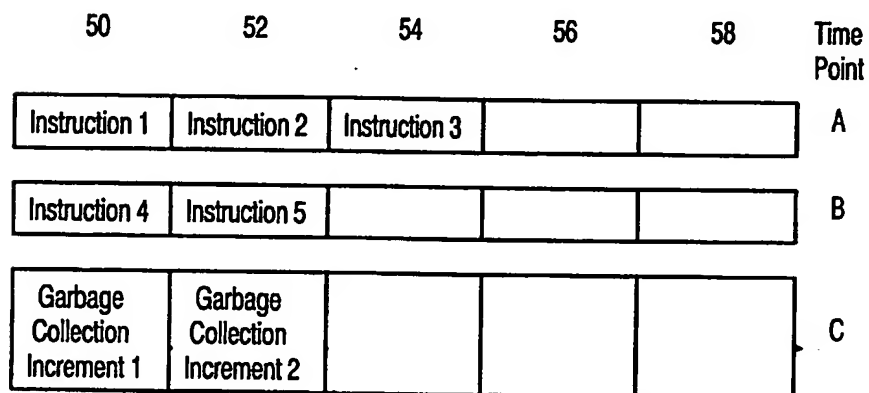 50 52 54 56 58 Time
Point
Instruction 1 Instruction 2 Instruction 3 A
Instruction 4 Instruction 5 B
Garbage Garbage
Collection Collection C
Increment 1 Increment 2